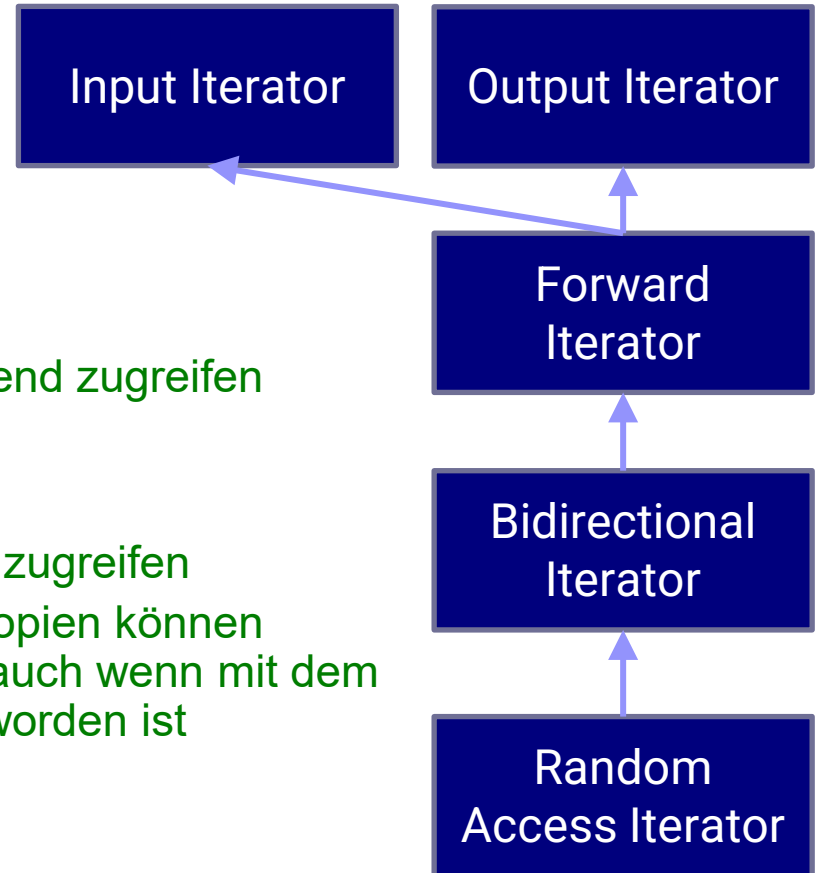 Input Iterator
Output Iterator
Forward
Iterator
end zugreifen
Bidirectional
Iterator
zugreifen
opien können
auch wenn mit dem
worden ist
Random
Access Iterator